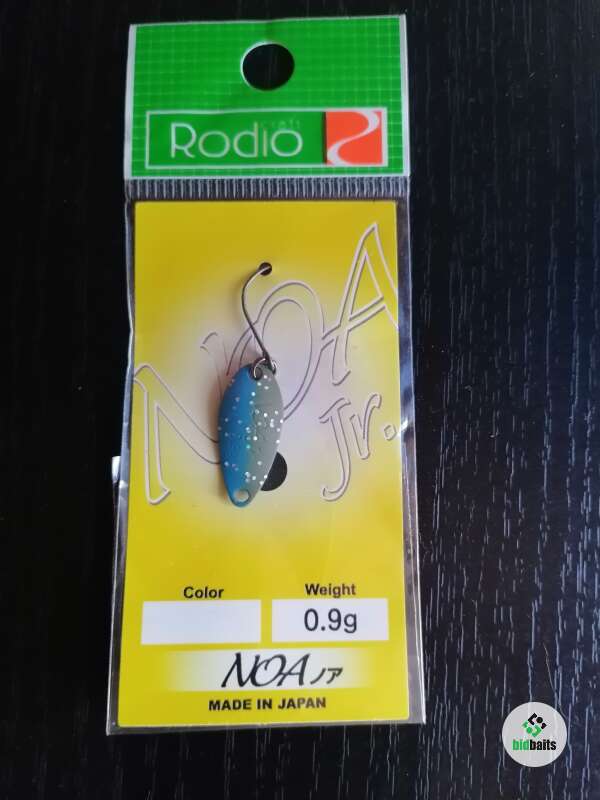 craft
Rodio
NOA
Jr.
Color
Weight
0.9g
NOAノア
MADE IN JAPAN
bidbaits